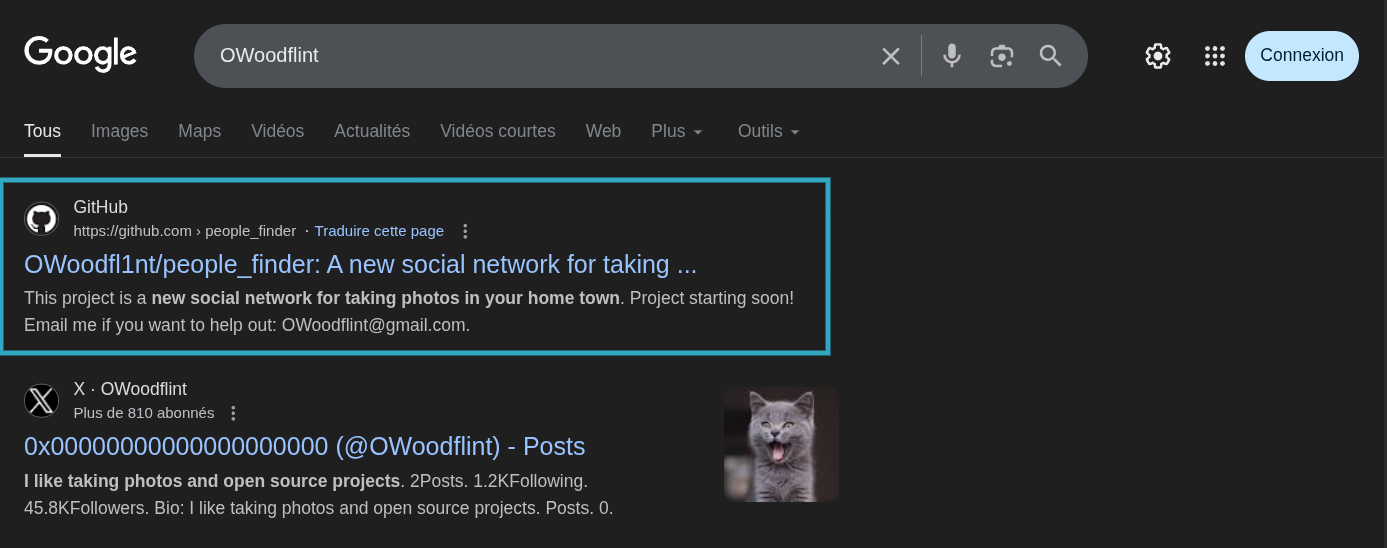 Google
OWoodflint
Connexion
Tous Images Maps Vidéos Actualités Vidéos courtes Web Plus Outils
GitHub
https://github.com › people_finder · Traduire cette page
OWoodfl1nt/people_finder: A new social network for taking ...
This project is a new social network for taking photos in your home town. Project starting soon!
Email me if you want to help out: OWoodflint@gmail.com.
X · OWoodflint
Plus de 810 abonnés
0x00000000000000000000 (@OWoodflint) - Posts
I like taking photos and open source projects. 2Posts. 1.2KFollowing.
45.8KFollowers. Bio: I like taking photos and open source projects. Posts. 0.